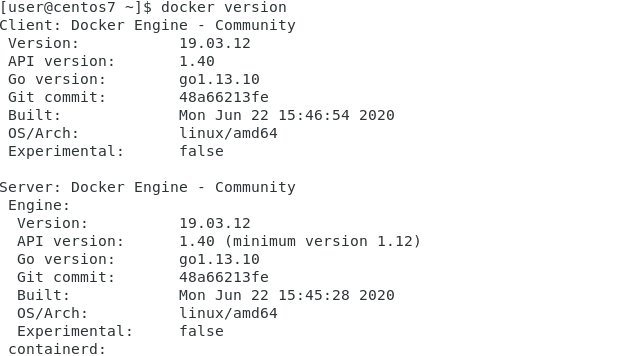 [user@centos7 ~]$ docker version
Client: Docker Engine - Community
 Version:           19.03.12
 API version:       1.40
 Go version:        go1.13.10
 Git commit:        48a66213fe
 Built:             Mon Jun 22 15:46:54 2020
 OS/Arch:           linux/amd64
 Experimental:      false

Server: Docker Engine - Community
 Engine:
  Version:          19.03.12
  API version:      1.40 (minimum version 1.12)
  Go version:       go1.13.10
  Git commit:       48a66213fe
  Built:            Mon Jun 22 15:45:28 2020
  OS/Arch:          linux/amd64
  Experimental:     false
 containerd: